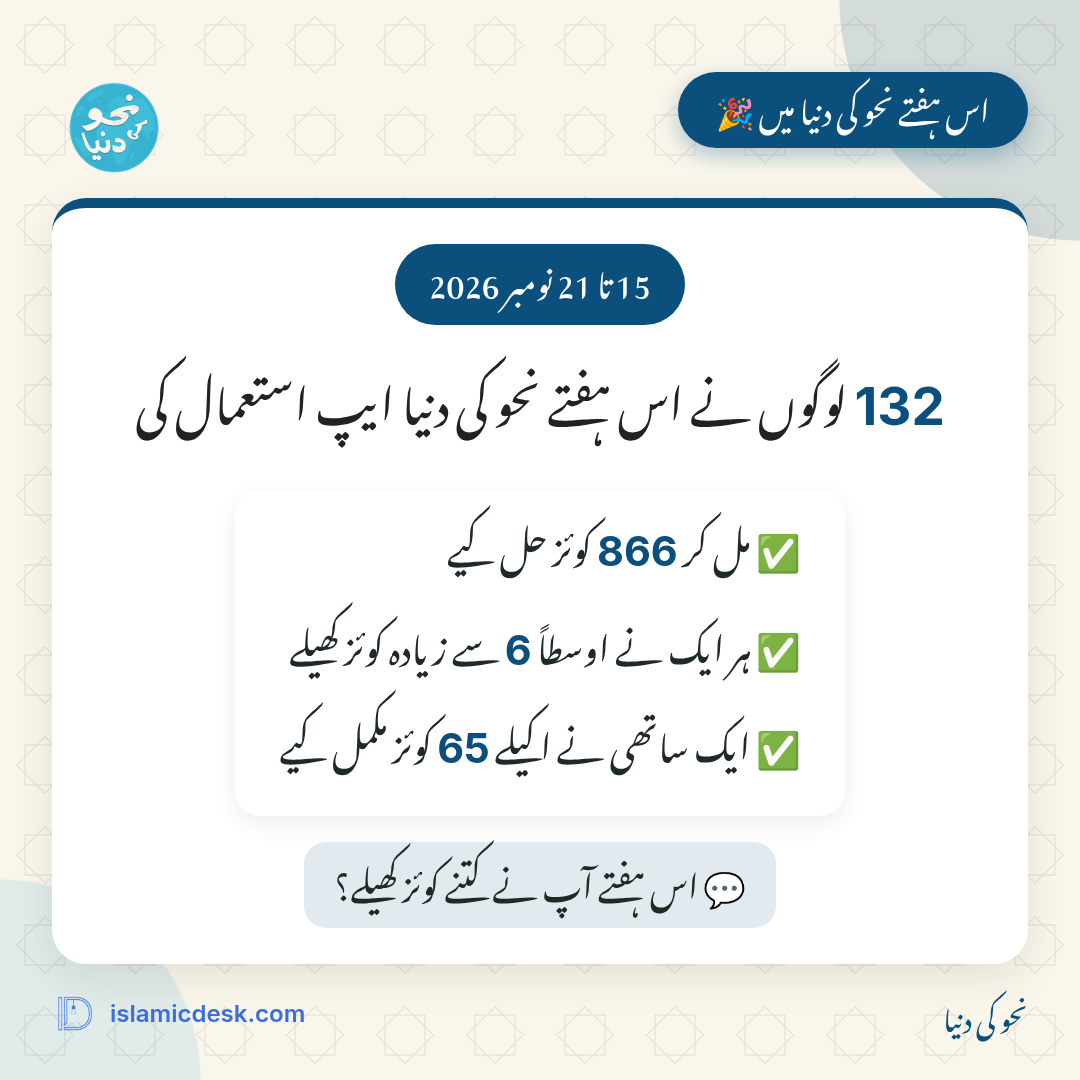 اس ہفتے نحو کی دنیا میں 🎉
نحو
کی
دنیا
15 تا 21 نومبر 2026
132 لوگوں نے اس ہفتے نحو کی دنیا ایپ استعمال کی
✅ مل کر 866 کوئز حل کیے
✅ ہر ایک نے اوسطاً 6 سے زیادہ کوئز کھیلے
✅ ایک ساتھی نے اکیلے 65 کوئز مکمل کیے
💬 اس ہفتے آپ نے کتنے کوئز کھیلے؟
نحو کی دنیا
islamicdesk.com